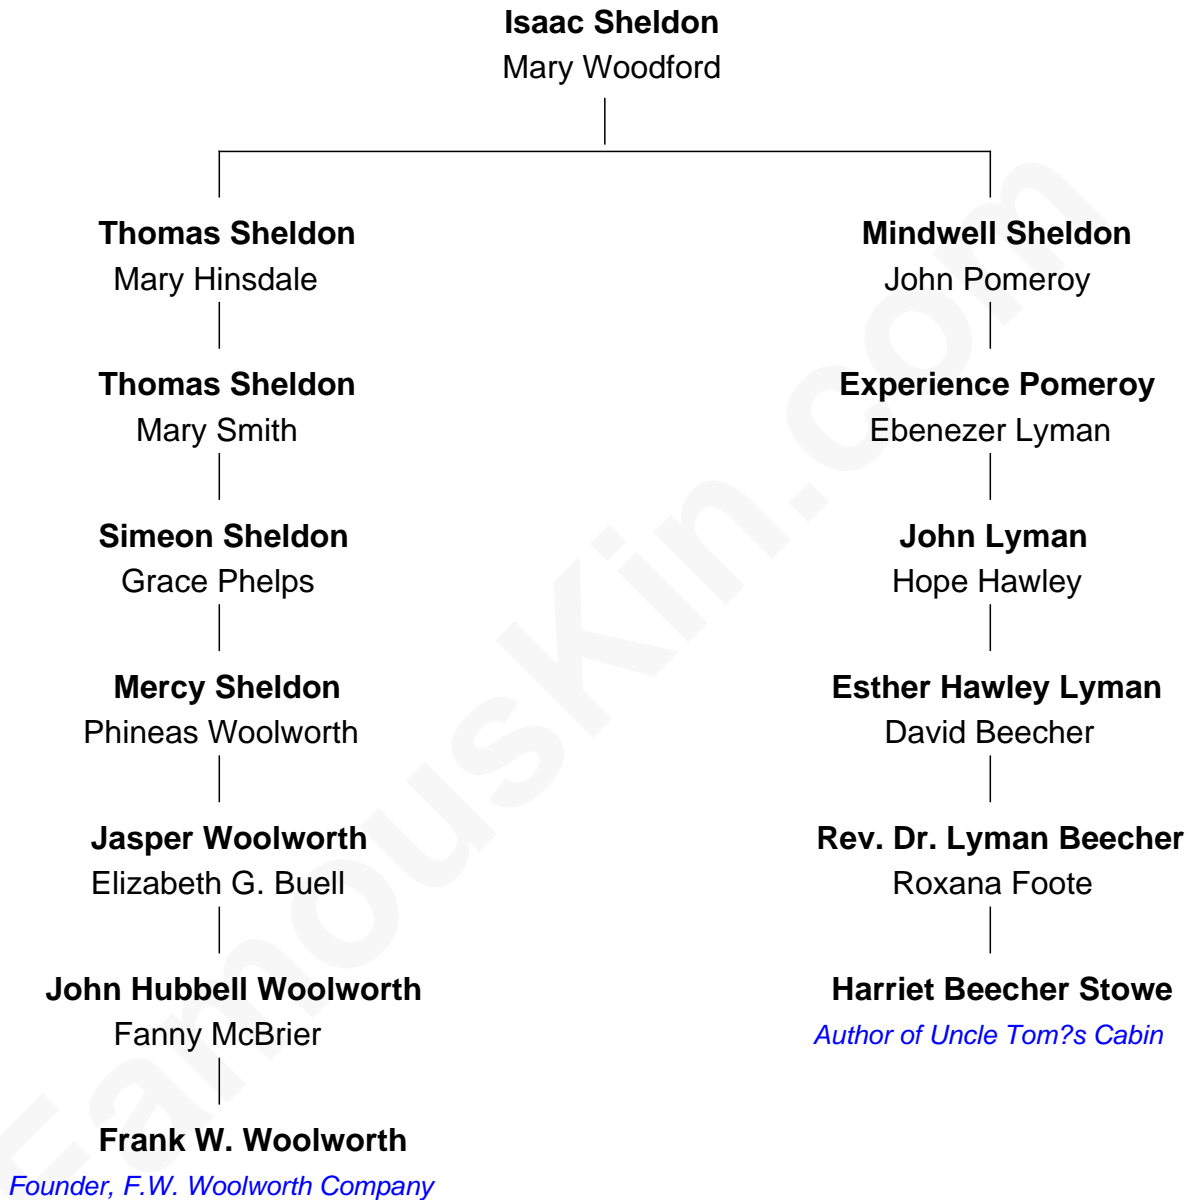 Isaac Sheldon
Mary Woodford
Thomas Sheldon
Mary Hinsdale
Mindwell Sheldon
John Pomeroy
Thomas Sheldon
Mary Smith
Experience Pomeroy
Ebenezer Lyman
Simeon Sheldon
Grace Phelps
John Lyman
Hope Hawley
Mercy Sheldon
Phineas Woolworth
Esther Hawley Lyman
David Beecher
Jasper Woolworth
Elizabeth G. Buell
Rev. Dr. Lyman Beecher
Roxana Foote
John Hubbell Woolworth
Fanny McBrier
Harriet Beecher Stowe
Author of Uncle Tom?s Cabin
Frank W. Woolworth
Founder, F.W. Woolworth Company
FamousKin.com